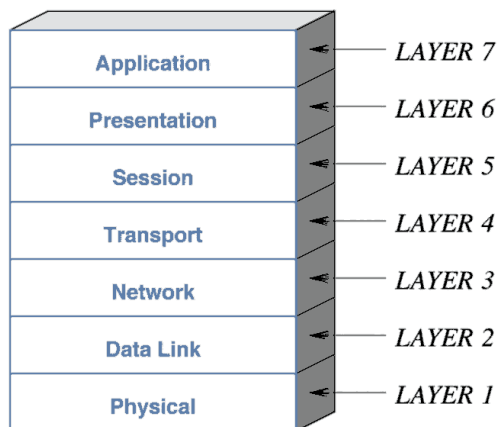 Application
LAYER 7
Presentation
LAYER 6
Session
LAYER 5
Transport
LAYER 4
Network
LAYER 3
Data Link
LAYER 2
Physical
LAYER 1